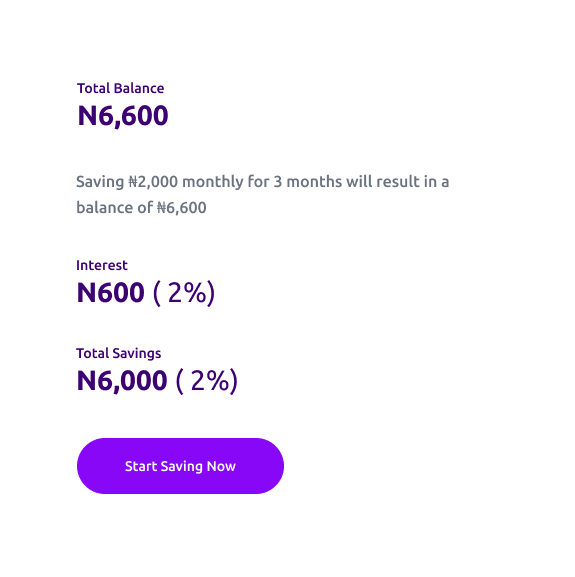 Total Balance
N6,600
Saving ₦2,000 monthly for 3 months will result in a
balance of ₦6,600
Interest
N600 ( 2%)
Total Savings
N6,000 ( 2%)
Start Saving Now